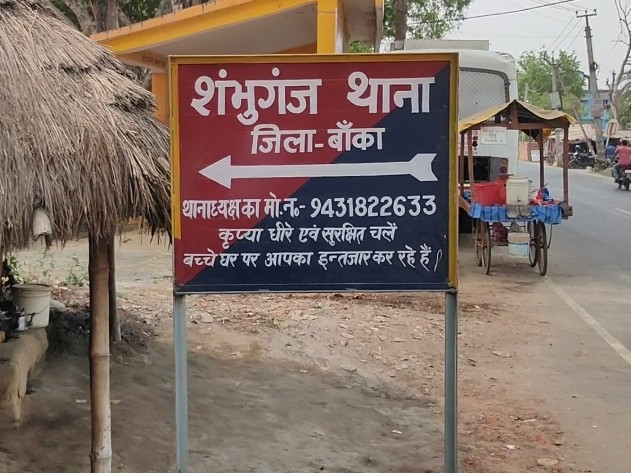 शंभुगंज थाना
जिला-बाँका
थानाध्यक्ष का मो.न.- 9431822633
कृप्या धीरे एवं सुरक्षित चलें
बच्चे घर पर आपका इन्तजार कर रहे हैं।